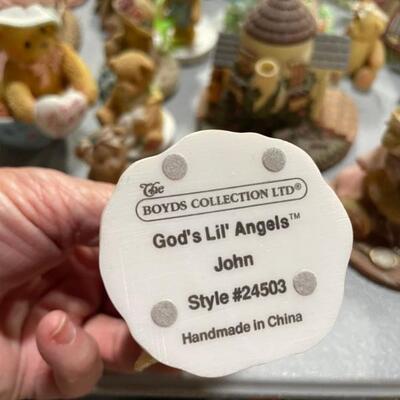 The
BOYDS COLLECTION LTD®
God's Lil' Angels™
John
Style #24503
Handmade in China